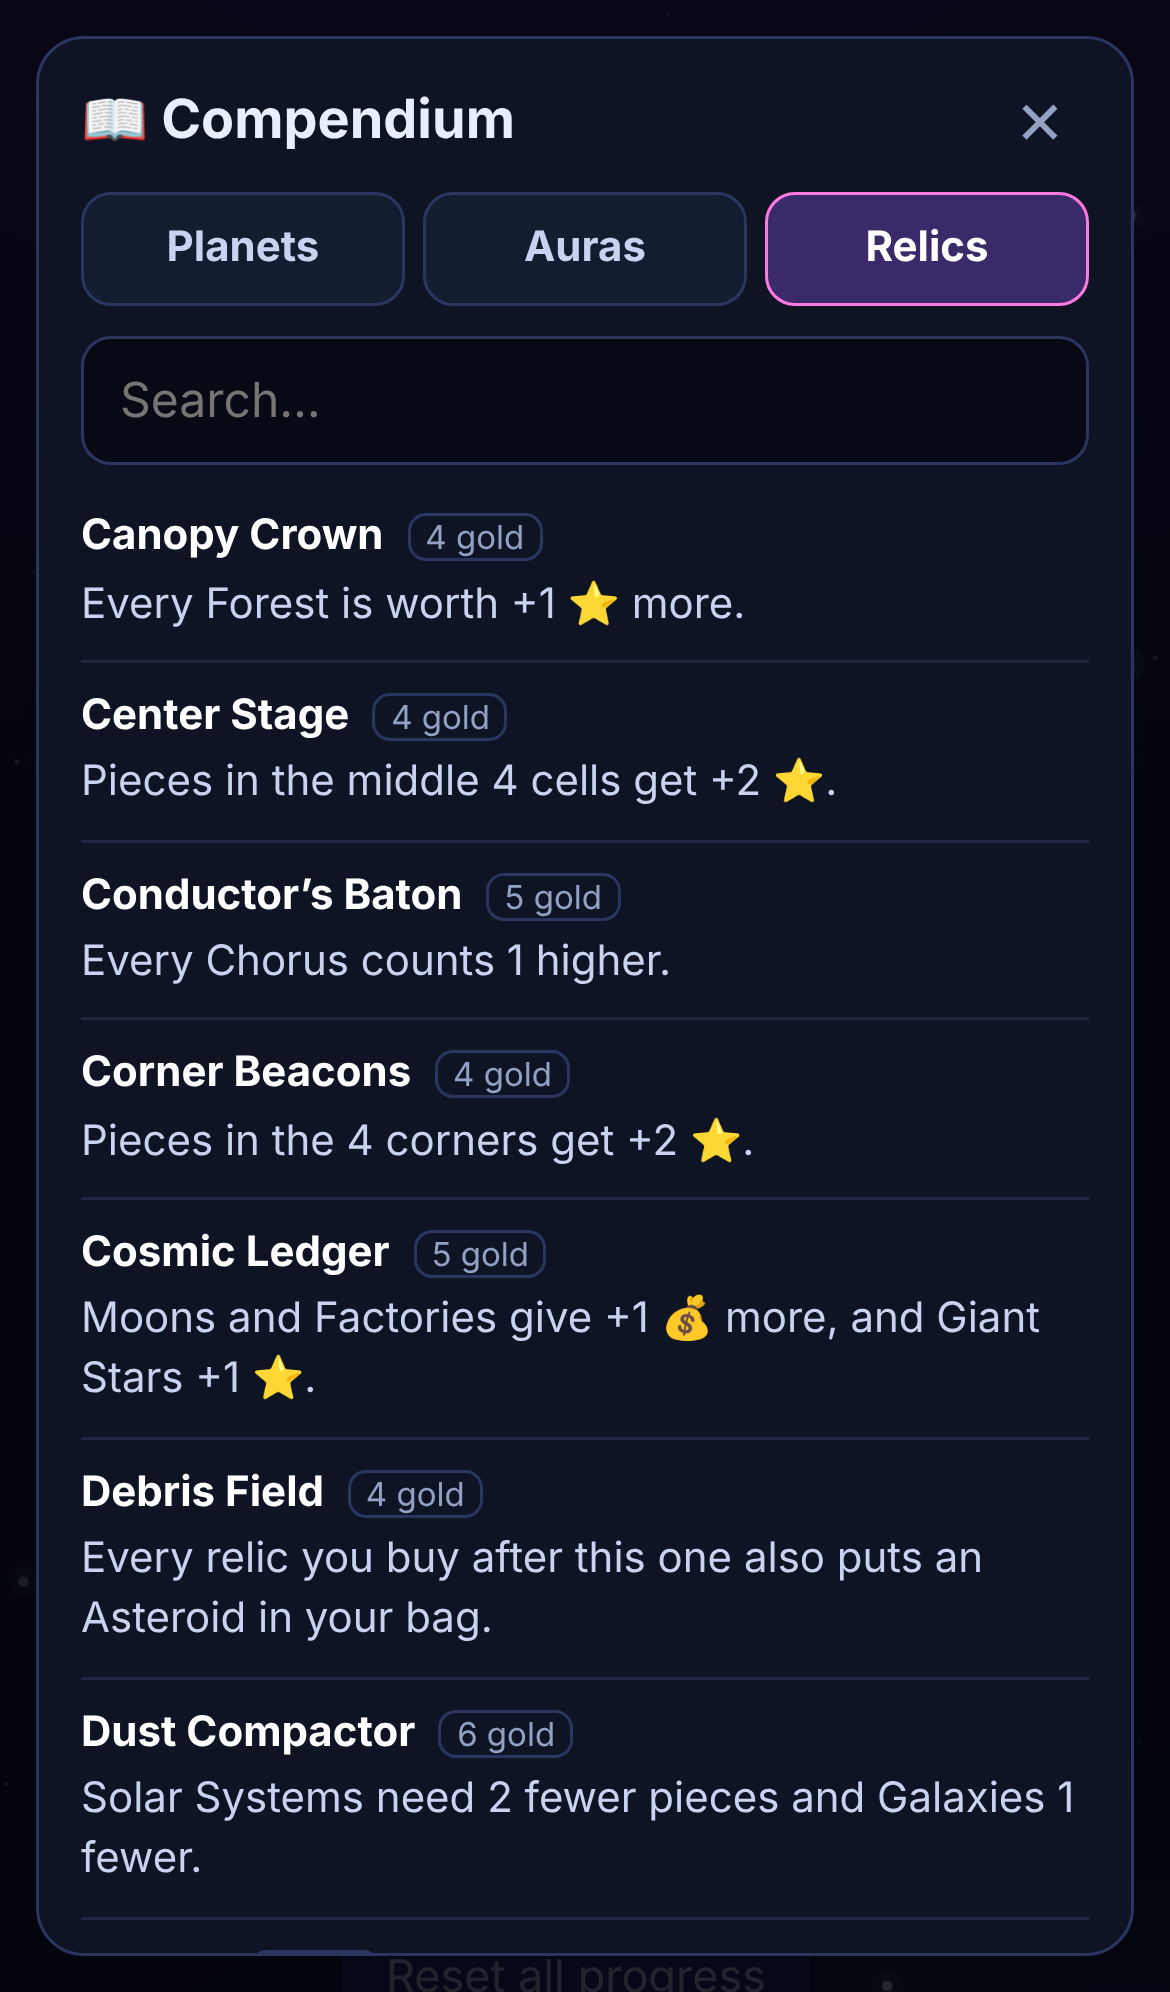 📖 Compendium ✕
Planets Auras Relics
Search...
Canopy Crown 4 gold
Every Forest is worth +1 ⭐ more.
Center Stage 4 gold
Pieces in the middle 4 cells get +2 ⭐.
Conductor’s Baton 5 gold
Every Chorus counts 1 higher.
Corner Beacons 4 gold
Pieces in the 4 corners get +2 ⭐.
Cosmic Ledger 5 gold
Moons and Factories give +1 💰 more, and Giant
Stars +1 ⭐.
Debris Field 4 gold
Every relic you buy after this one also puts an
Asteroid in your bag.
Dust Compactor 6 gold
Solar Systems need 2 fewer pieces and Galaxies 1
fewer.
Reset all progress